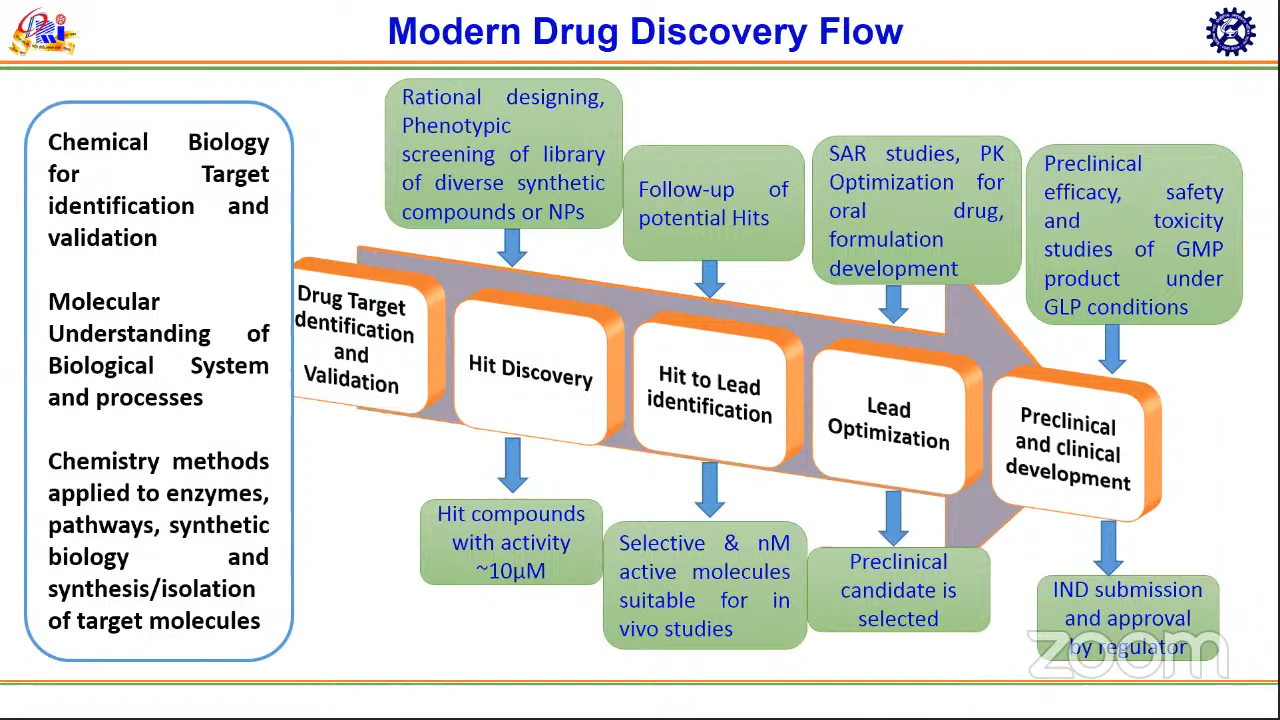 Modern Drug Discovery Flow
Chemical Biology
for Target
identification and
validation
Molecular
Understanding of
Biological System
and processes
Chemistry methods
applied to enzymes,
pathways, synthetic
biology and
synthesis/isolation
of target molecules
Rational designing,
Phenotypic
screening of library
of diverse synthetic
compounds or NPs
Follow-up of
potential Hits
SAR studies, PK
Optimization for
oral drug,
formulation
development
Preclinical
efficacy, safety
and toxicity
studies of GMP
product under
GLP conditions
Drug Target
dentification
and
Validation
Hit Discovery
Hit to Lead
identification
Lead
Optimization
Preclinical
and clinical
development
Hit compounds
with activity
~10µM
Selective & nM
active molecules
suitable for in
vivo studies
Preclinical
candidate is
selected
IND submission
and approval
by regulator
zoom